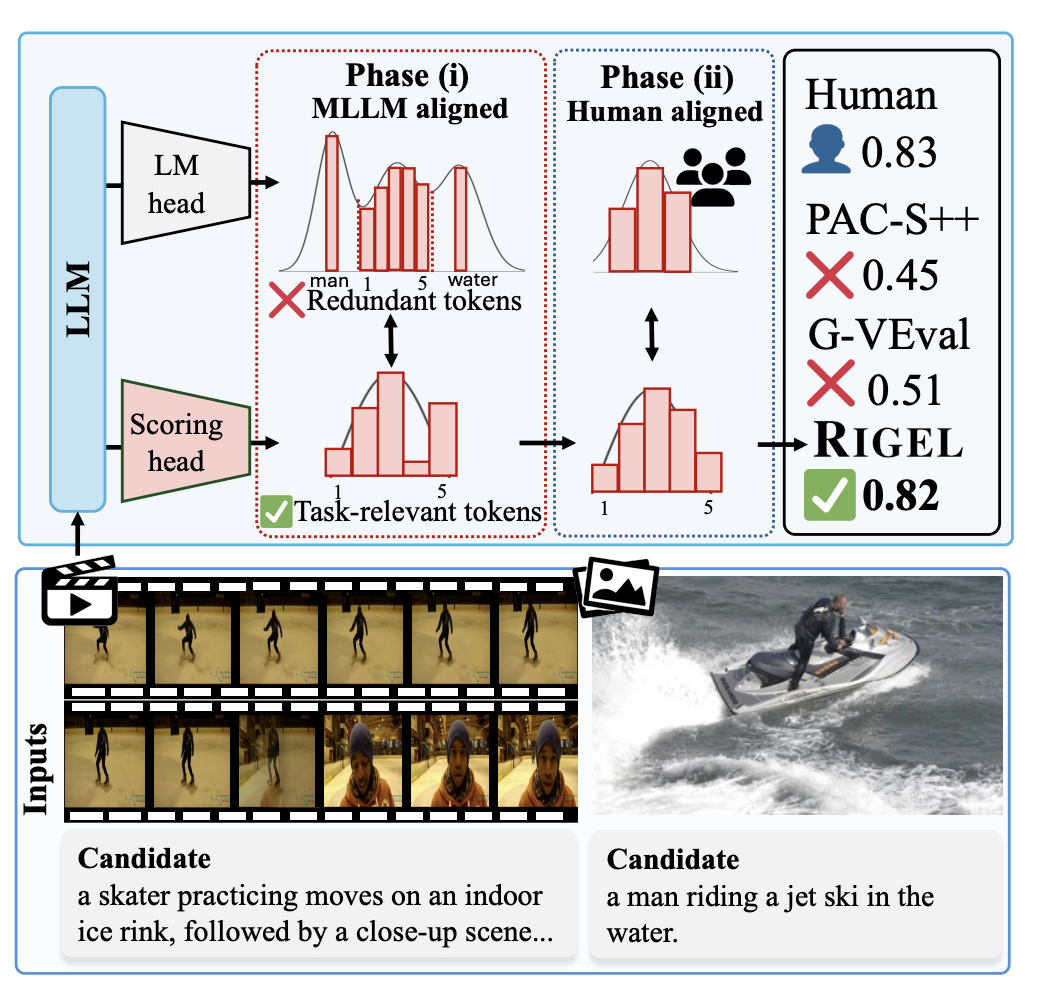 Phase (i)
MLLM aligned
Phase (ii)
Human aligned
LLM
LM
head
Scoring
head
man 1 5 water
Redundant tokens
1 5
Task-relevant tokens
1 5
Human
0.83
PAC-S++
0.45
G-VEval
0.51
RIGEL
0.82
Inputs
Candidate
a skater practicing moves on an indoor
ice rink, followed by a close-up scene...
Candidate
a man riding a jet ski in the
water.